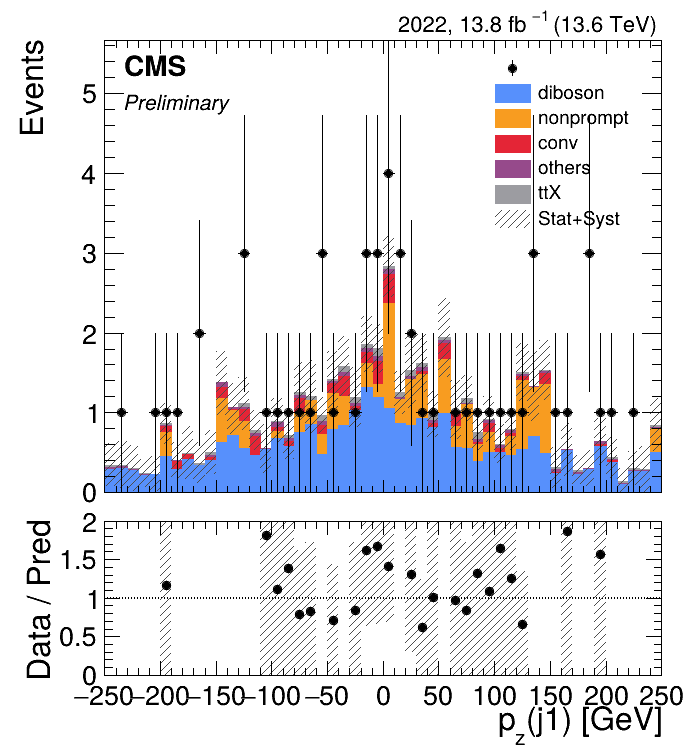 2022, 13.8 fb⁻¹ (13.6 TeV)
Events
CMS
Preliminary
diboson
nonprompt
conv
others
ttX
Stat+Syst
5
4
3
2
1
0
Data / Pred
2
1.5
1
0.5
0
−250 −200 −150 −100 −50 0 50 100 150 200 250
p_z(j1) [GeV]